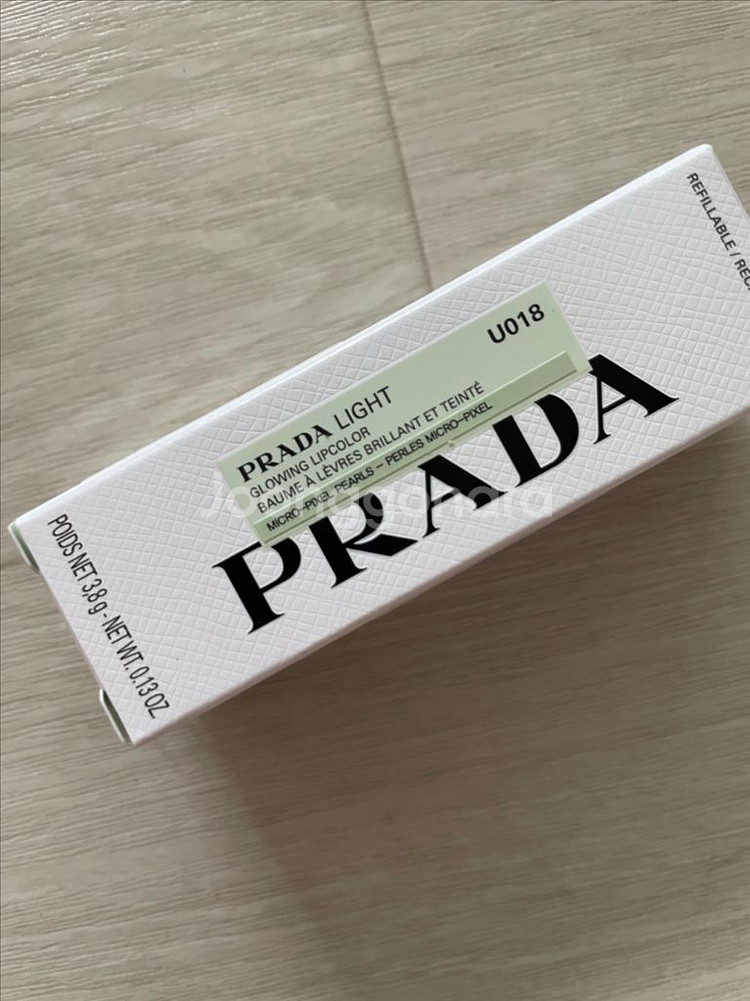 REFILLABLE / REC
U018
PRADA LIGHT
GLOWING LIPCOLOR
BAUME À LÈVRES BRILLANT ET TEINTÉ
MICRO-PIXEL PEARLS – PERLES MICRO-PIXEL
PRADA
POIDS NET 3,8 g - NET WT. 0.13 OZ.
Joonggonara